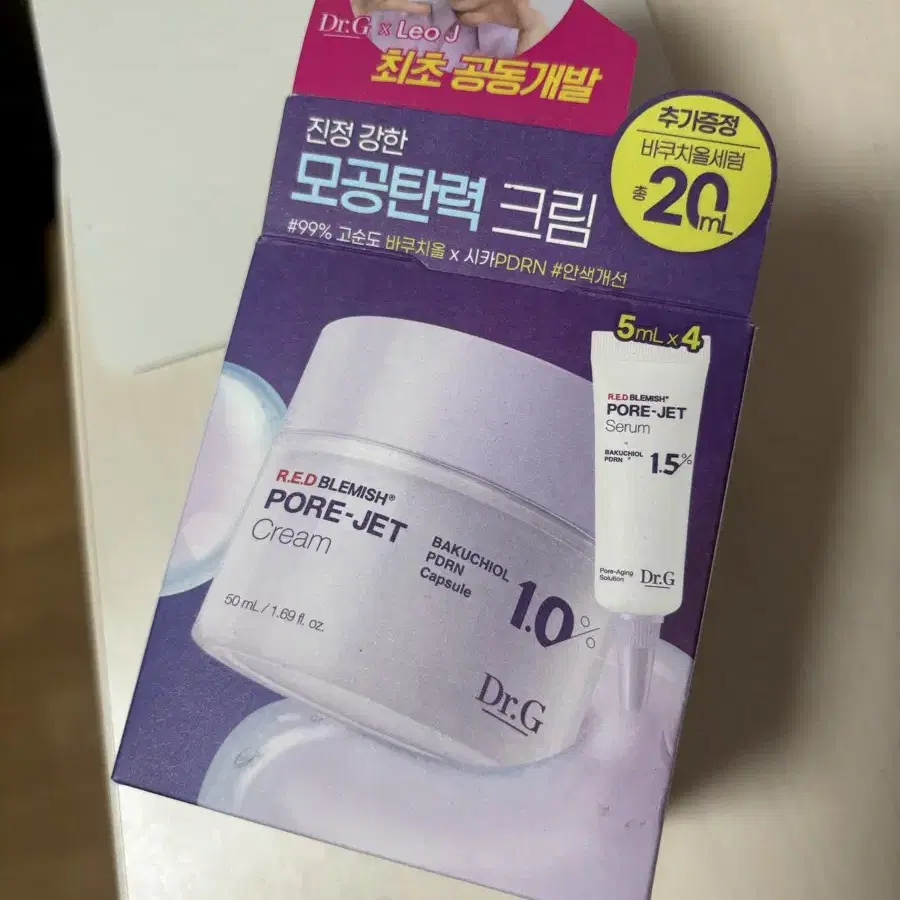 Dr.G x Leo J
최초 공동개발
진정 강한
모공탄력 크림
#99% 고순도 바쿠치올 x 시카PDRN #안색개선
추가증정
바쿠치올세럼
총 20mL
5mL x 4
R.E.D BLEMISH®
PORE-JET
Serum
BAKUCHIOL
PDRN
1.5%
Pore-Aging
Solution
Dr.G
R.E.D BLEMISH®
PORE-JET
Cream
BAKUCHIOL
PDRN
Capsule
1.0%
50 mL / 1.69 fl. oz.
Dr.G